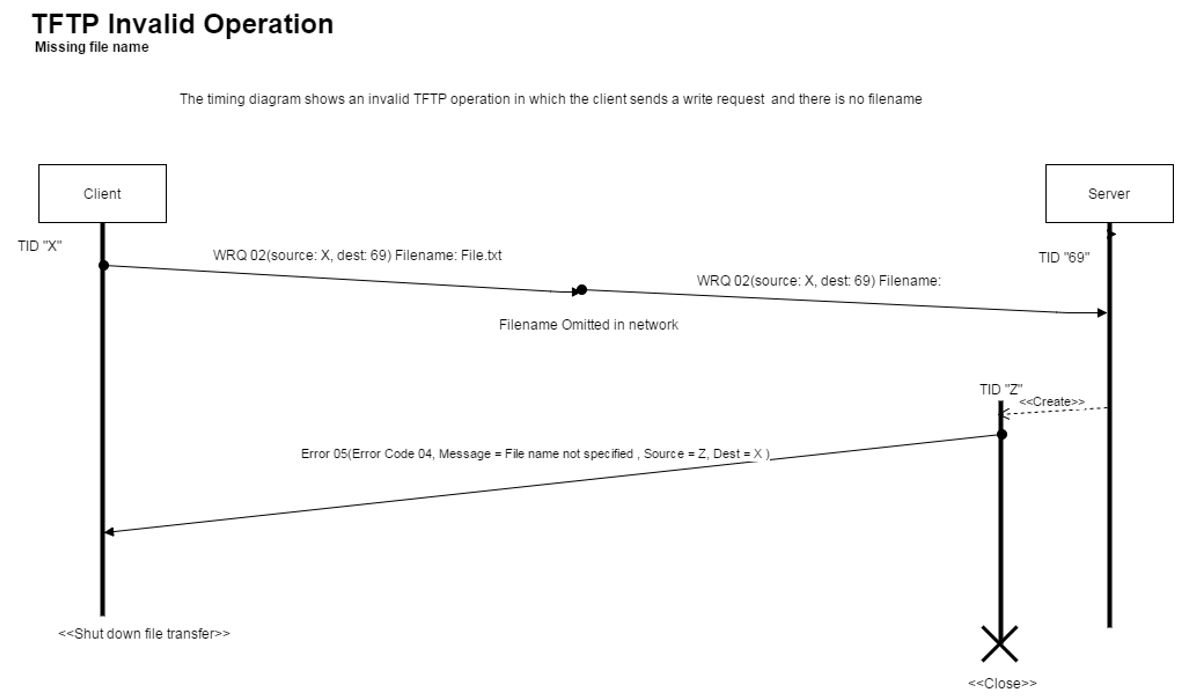 TFTP Invalid Operation
Missing file name
The timing diagram shows an invalid TFTP operation in which the client sends a write request and there is no filename
Client
Server
TID "X"
WRQ 02(source: X, dest: 69) Filename: File.txt
TID "69"
WRQ 02(source: X, dest: 69) Filename:
Filename Omitted in network
TID "Z"
<<Create>>
Error 05(Error Code 04, Message = File name not specified , Source = Z, Dest = X )
<<Shut down file transfer>>
<<Close>>